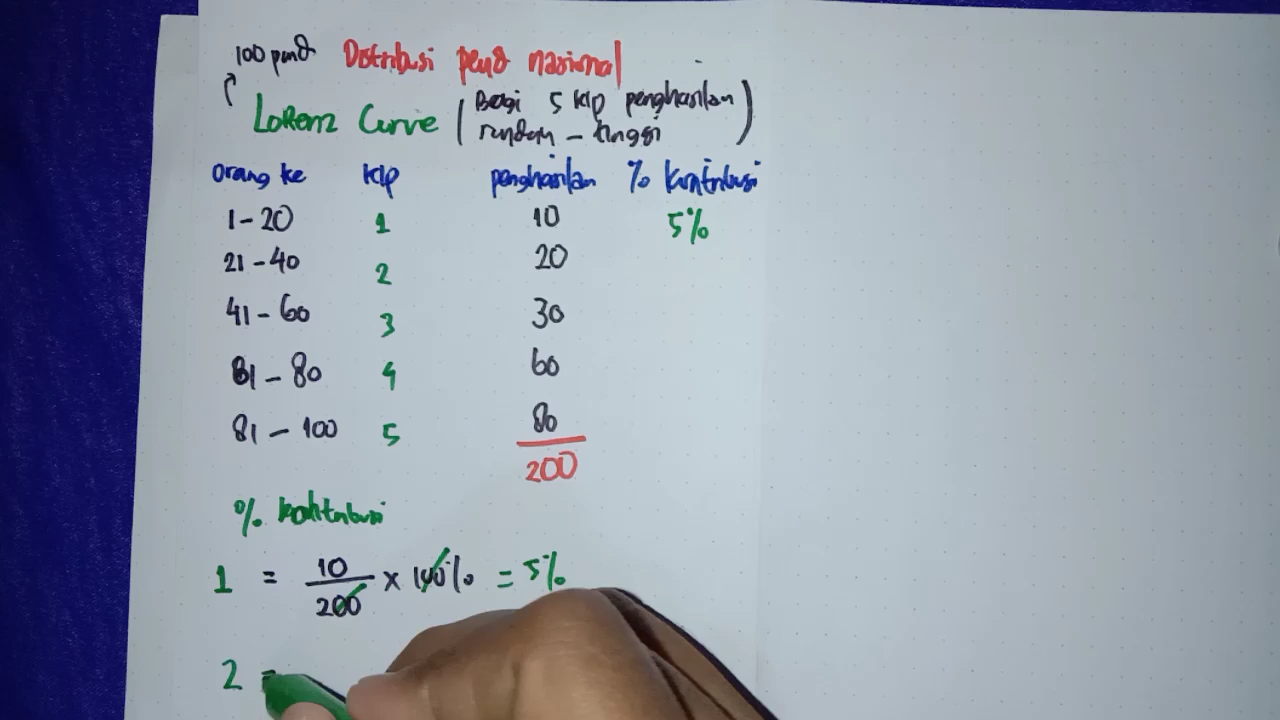 100 pend Distribusi pend nasional
Lorenz Curve (Bagi 5 klp penghasilan
rendah - tinggi)
Orang ke klp penghasilan % kontribusi
1-20 1 10 5%
21-40 2 20
41-60 3 30
81-80 4 60
81-100 5 80
200
% kontribusi
1 = 10/200 x 100% = 5%
2 =